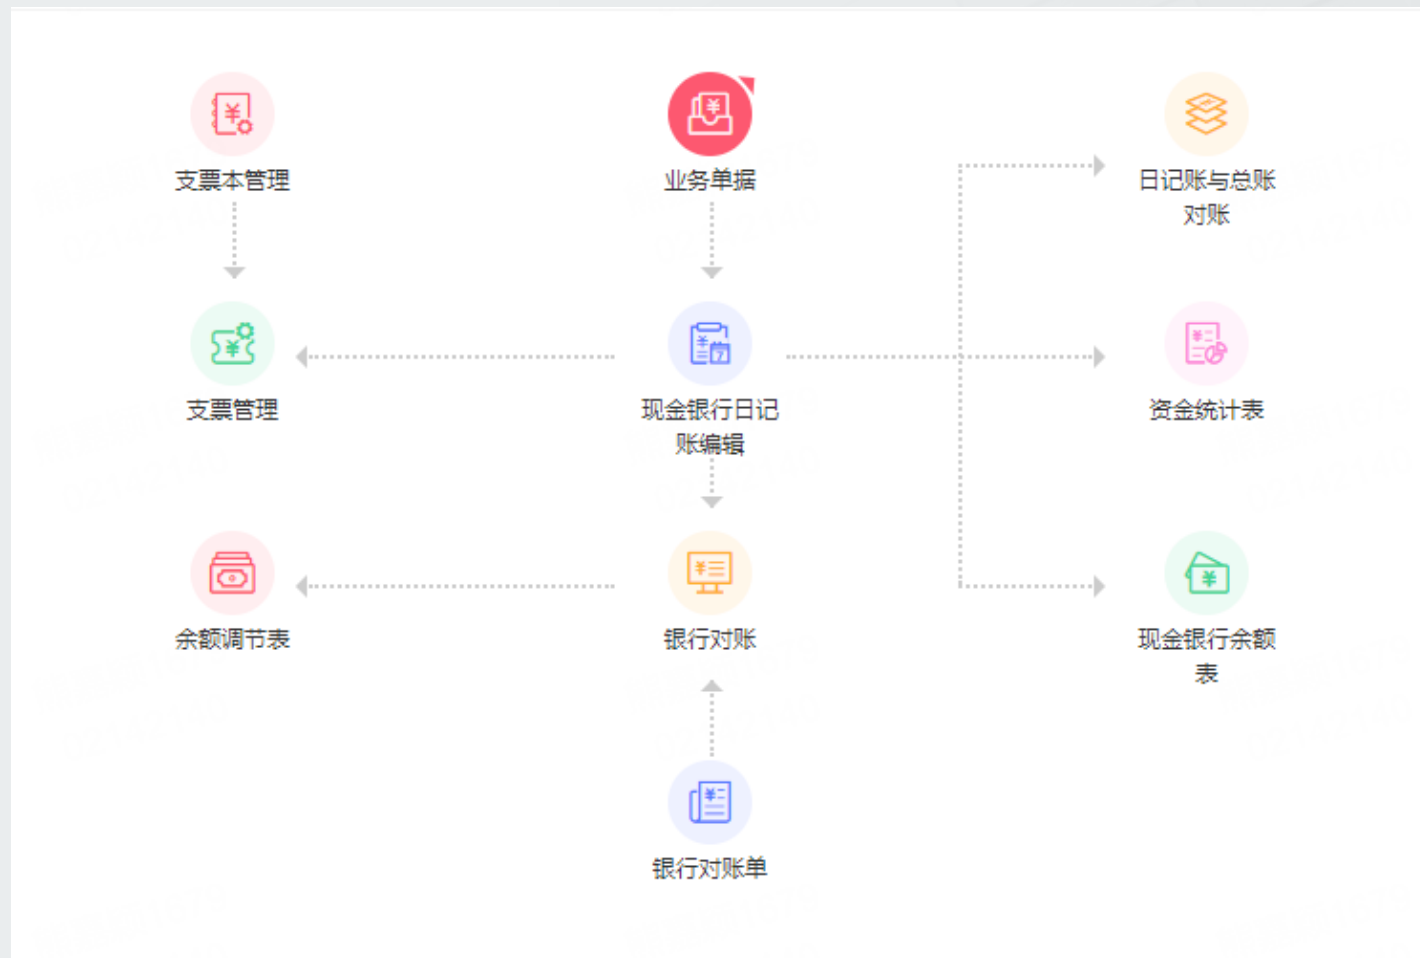 支票本管理
业务单据
日记账与总账
对账
支票管理
现金银行日记
账编辑
资金统计表
余额调节表
银行对账
现金银行余额
表
银行对账单